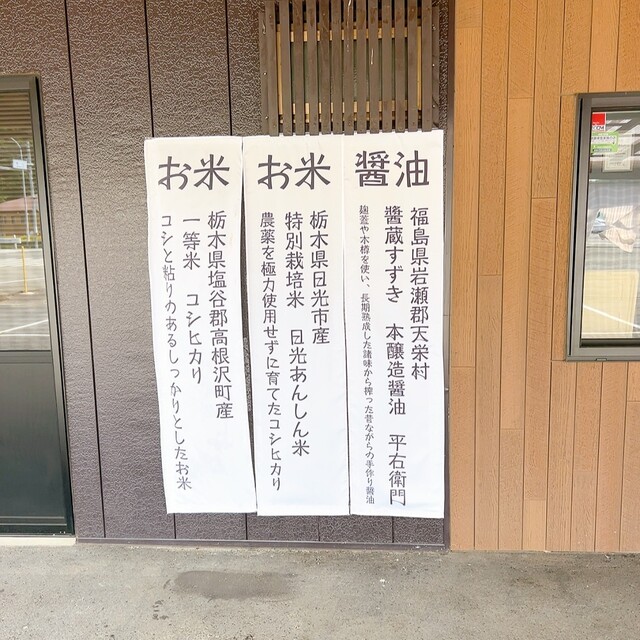 醬油
福島県岩瀬郡天栄村
醬蔵すずき 本醸造醬油 平右衛門
麹蓋や木樽を使い、長期熟成した諸味から搾った昔ながらの手作り醬油
お米
栃木県日光市産
特別栽培米 日光あんしん米
農薬を極力使用せずに育てたコシヒカリ
お米
栃木県塩谷郡高根沢町産
一等米 コシヒカリ
コシと粘りのあるしっかりとしたお米